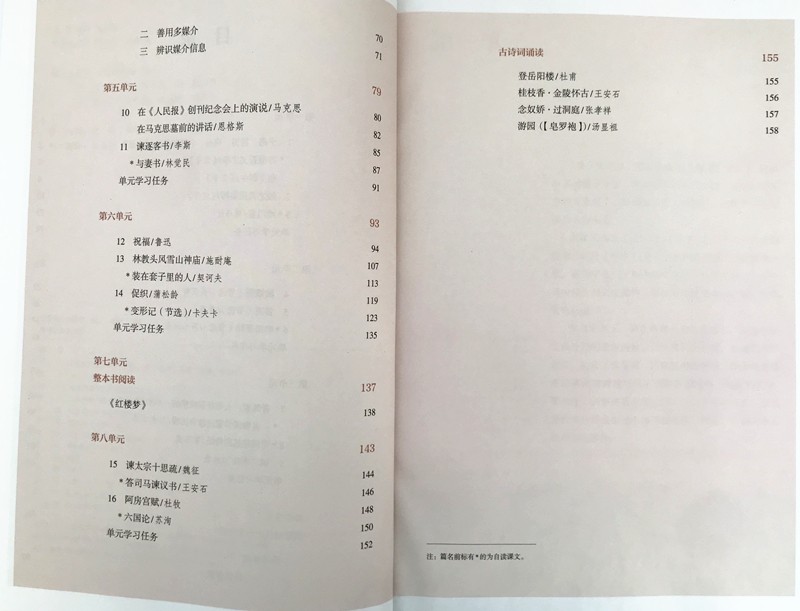 二 善用多媒介 70
三 辨识媒介信息 71
第五单元 79
10 在《人民报》创刊纪念会上的演说/马克思 80
在马克思墓前的讲话/恩格斯 82
11 谏逐客书/李斯 85
*与妻书/林觉民 87
单元学习任务 91
第六单元 93
12 祝福/鲁迅 94
13 林教头风雪山神庙/施耐庵 107
*装在套子里的人/契诃夫 113
14 促织/蒲松龄 119
*变形记（节选）/卡夫卡 123
单元学习任务 135
第七单元
整本书阅读 137
《红楼梦》 138
第八单元 143
15 谏太宗十思疏/魏征 144
*答司马谏议书/王安石 146
16 阿房宫赋/杜牧 148
*六国论/苏洵 150
单元学习任务 152
古诗词诵读 155
登岳阳楼/杜甫 155
桂枝香·金陵怀古/王安石 156
念奴娇·过洞庭/张孝祥 157
游园（【皂罗袍】）/汤显祖 158
注：篇名前标有*的为自读课文。